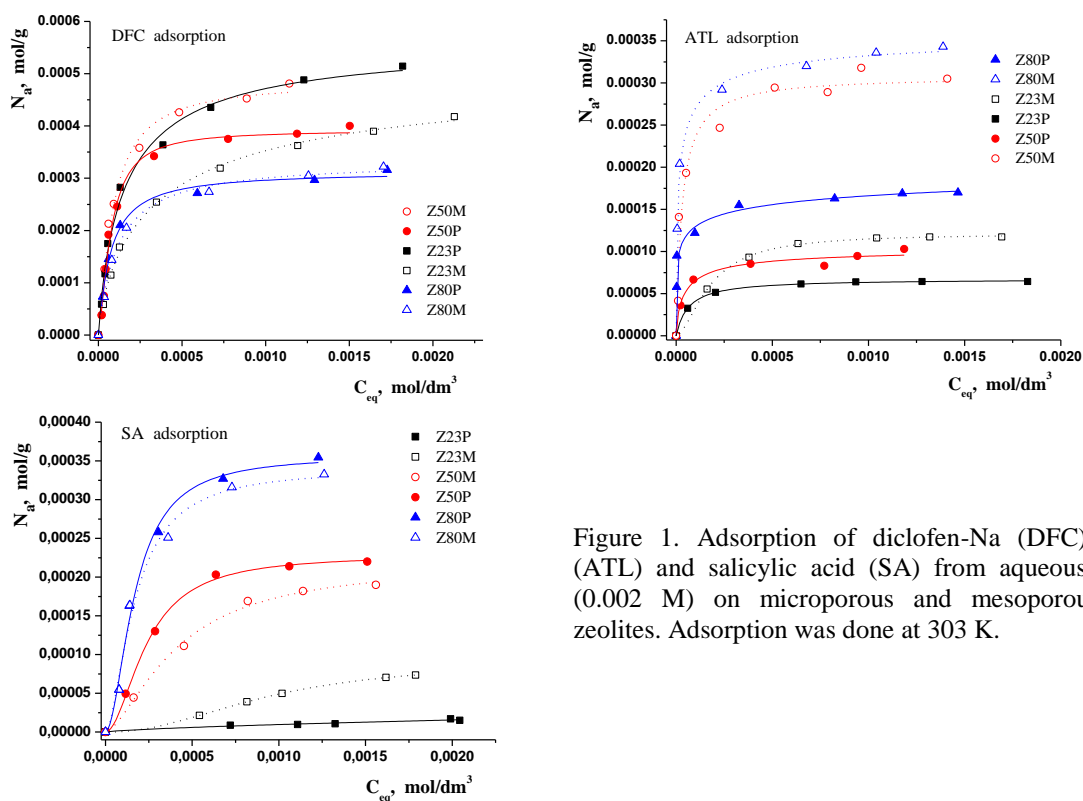 DFC adsorption
N_a, mol/g
0.0006
0.0005
0.0004
0.0003
0.0002
0.0001
0.0000
Z50M
Z50P
Z23P
Z23M
Z80P
Z80M
0.0000 0.0005 0.0010 0.0015 0.0020
C_eq, mol/dm^3
ATL adsorption
N_a, mol/g
0.00035
0.00030
0.00025
0.00020
0.00015
0.00010
0.00005
0.00000
Z80P
Z80M
Z23M
Z23P
Z50P
Z50M
0.0000 0.0005 0.0010 0.0015 0.0020
C_eq, mol/dm^3
SA adsorption
N_a, mol/g
0,00040
0,00035
0,00030
0,00025
0,00020
0,00015
0,00010
0,00005
0,00000
Z23P
Z23M
Z50M
Z50P
Z80P
Z80M
0,0000 0,0005 0,0010 0,0015 0,0020
C_eq, mol/dm^3
Figure 1. Adsorption of diclofen-Na (DFC)
(ATL) and salicylic acid (SA) from aqueous
(0.002 M) on microporous and mesoporou
zeolites. Adsorption was done at 303 K.